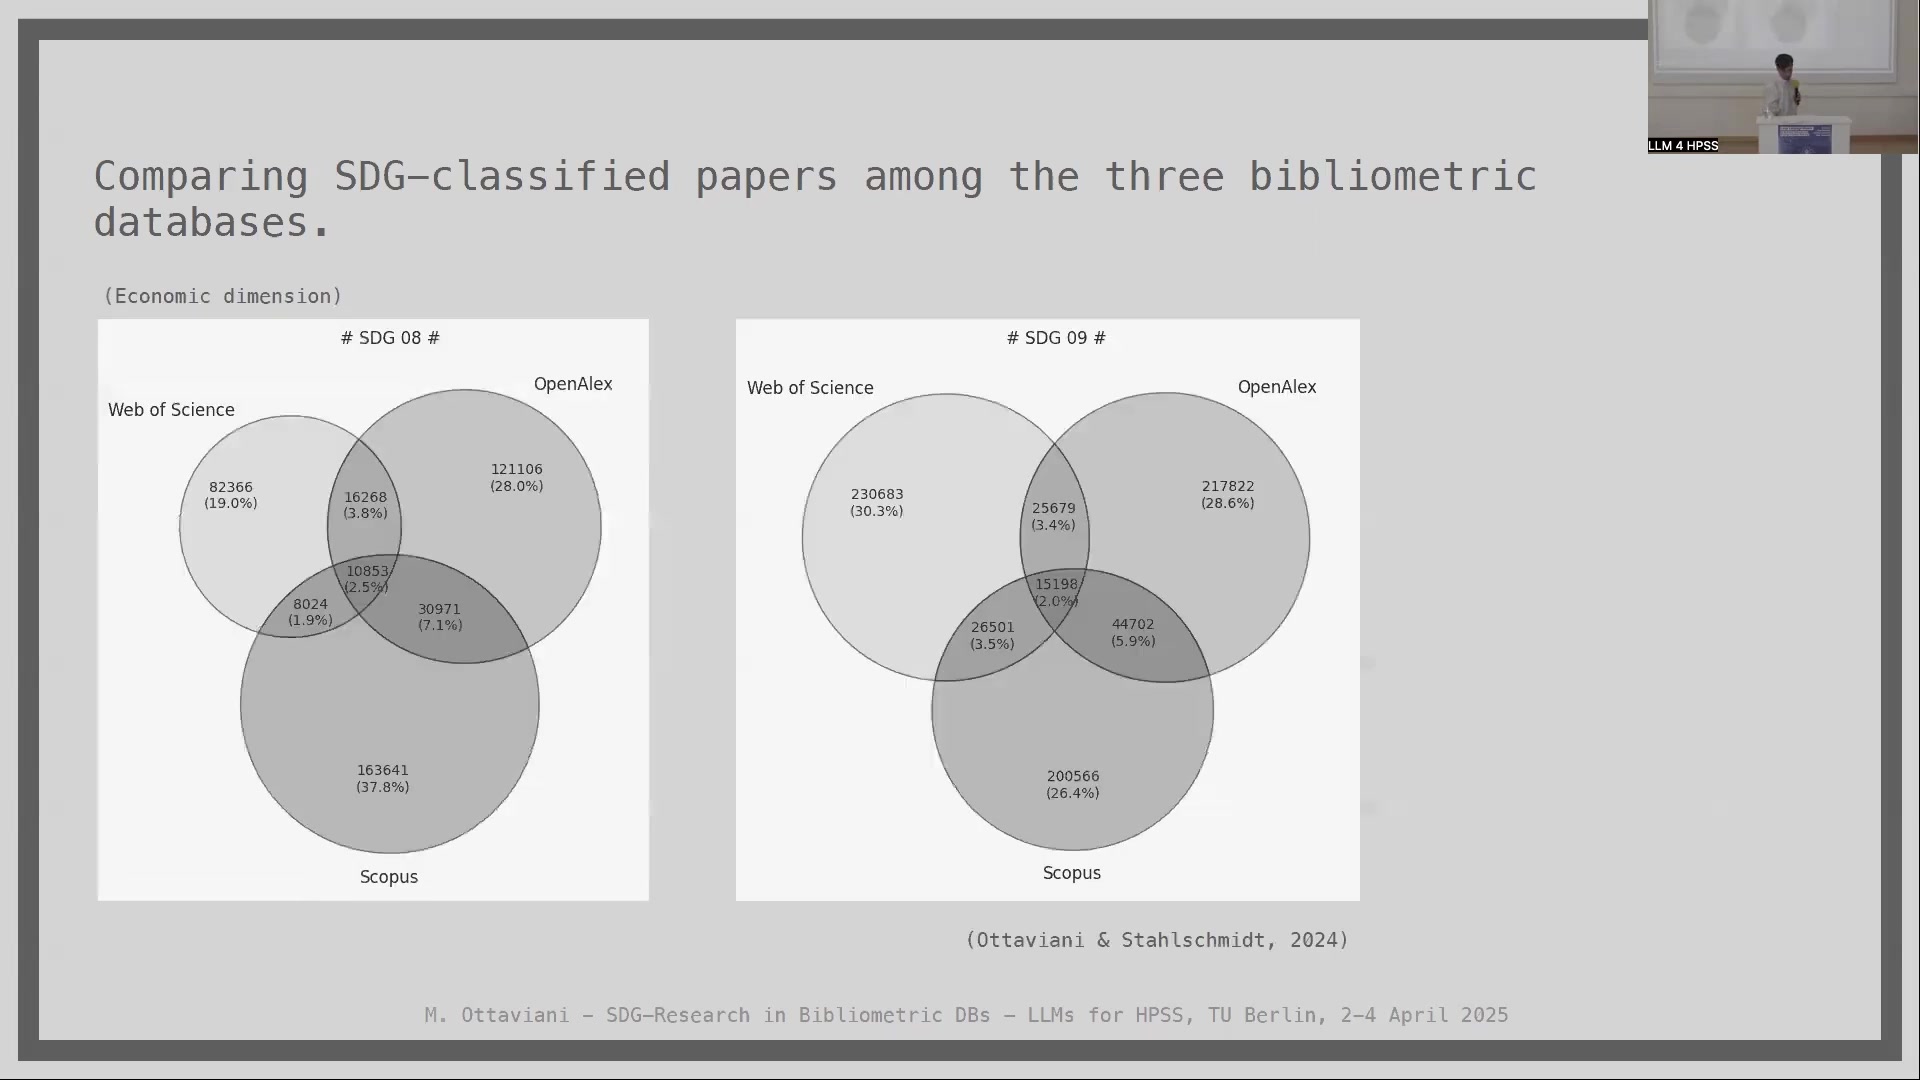 LLM 4 HPSS
Comparing SDG—classified papers among the three bibliometric
databases.
(Economic dimension)
# SDG 08 #
Web of Science
OpenAlex
82366
(19.0%)
16268
(3.8%)
121106
(28.0%)
10853
(2.5%)
8024
(1.9%)
30971
(7.1%)
163641
(37.8%)
Scopus
# SDG 09 #
Web of Science
OpenAlex
230683
(30.3%)
25679
(3.4%)
217822
(28.6%)
15198
(2.0%)
26501
(3.5%)
44702
(5.9%)
200566
(26.4%)
Scopus
(Ottaviani & Stahlschmidt, 2024)
M. Ottaviani – SDG—Research in Bibliometric DBs – LLMs for HPSS, TU Berlin, 2—4 April 2025